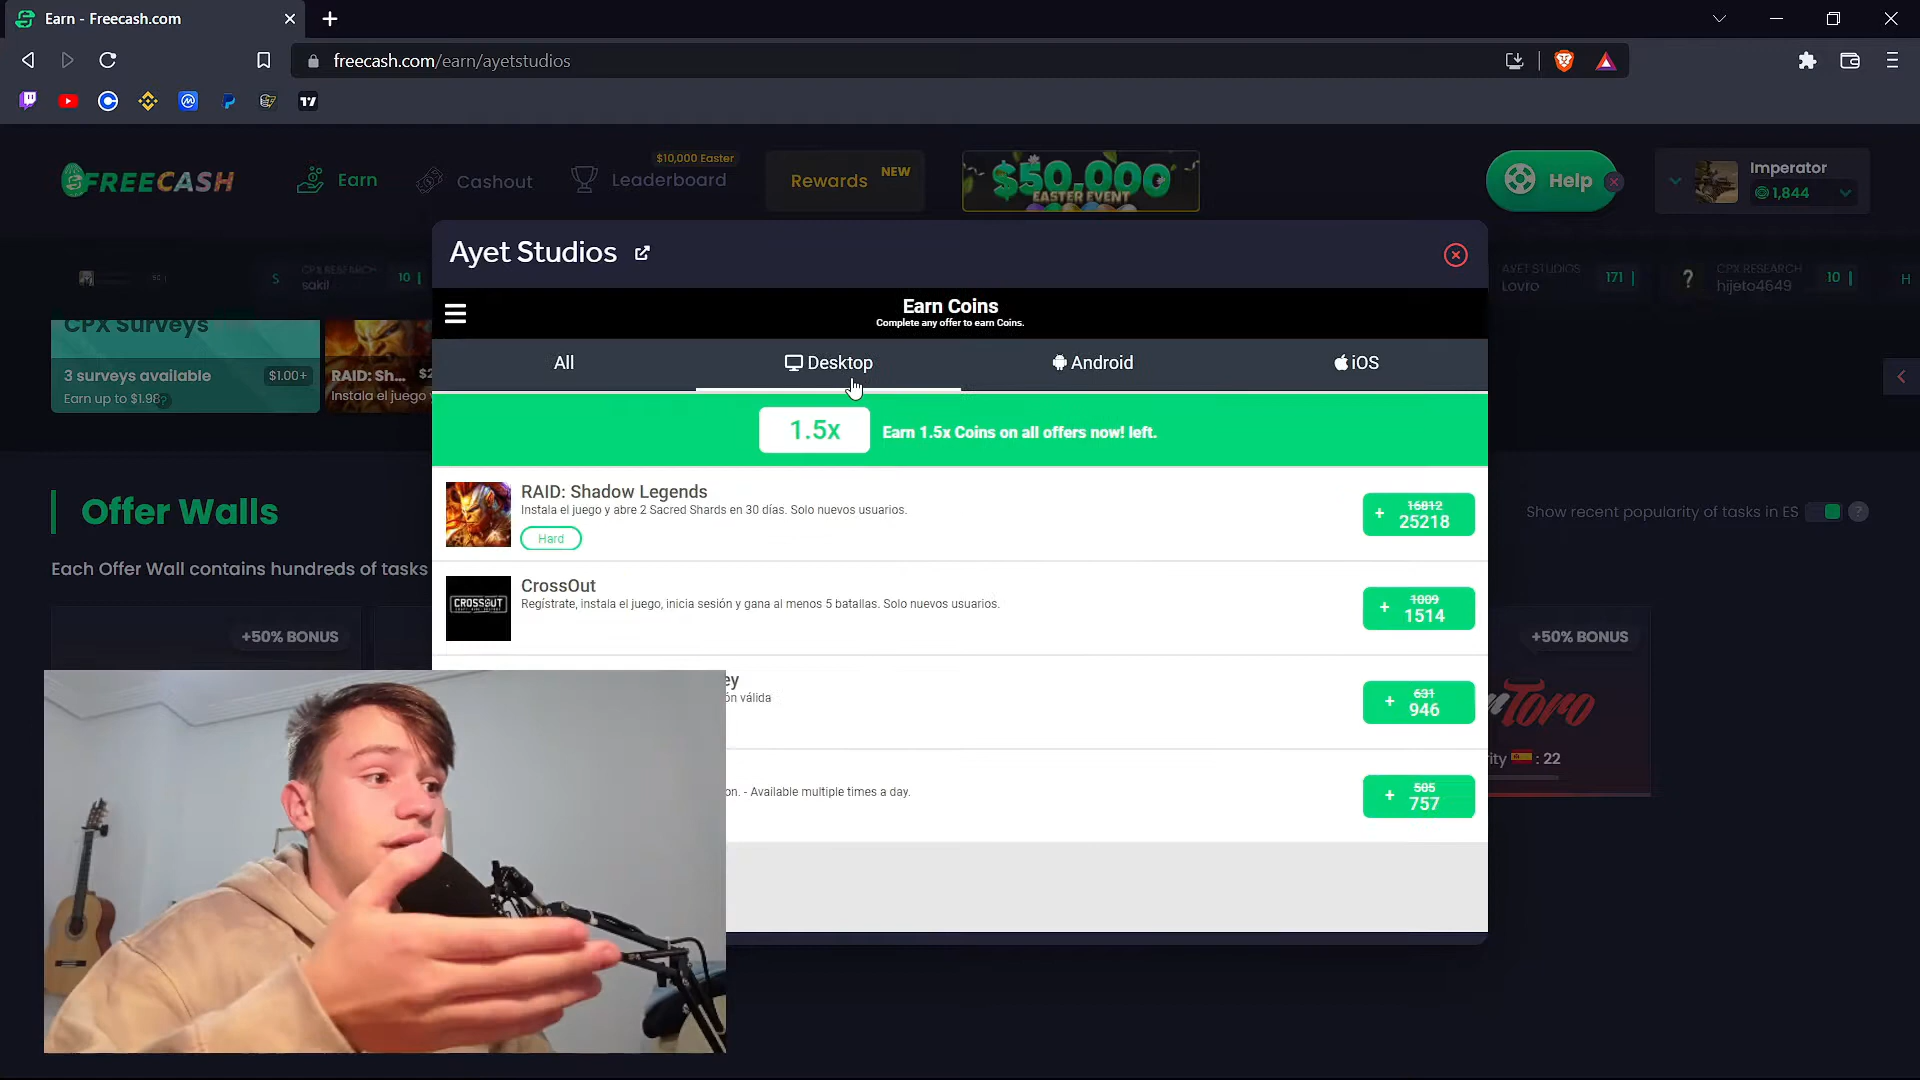 Earn - Freecash.com
freecash.com/earn/ayetstudios
FREECASH
Earn
Cashout
$10,000 Easter
Leaderboard
Rewards NEW
$50,000
EASTER EVENT
Help
Imperator
1,844
CPX RESEARCH
sakil
10
AYET STUDIOS
Lovro
171
?
CPX RESEARCH
hijeto4649
10
H
Ayet Studios
Earn Coins
Complete any offer to earn Coins.
All
Desktop
Android
iOS
1.5x
Earn 1.5x Coins on all offers now! left.
CPX Surveys
3 surveys available
$1.00+
Earn up to $1.98
?
RAID: Sh...
Instala el juego y
RAID: Shadow Legends
Instala el juego y abre 2 Sacred Shards en 30 días. Solo nuevos usuarios.
Hard
+ 16812
25218
CROSSOUT
CrossOut
Regístrate, instala el juego, inicia sesión y gana al menos 5 batallas. Solo nuevos usuarios.
+ 1009
1514
ey
ón válida
+ 631
946
on. - Available multiple times a day.
+ 505
757
Offer Walls
Show recent popularity of tasks in ES
?
Each Offer Wall contains hundreds of tasks
+50% BONUS
+50% BONUS
nToro
ity : 22